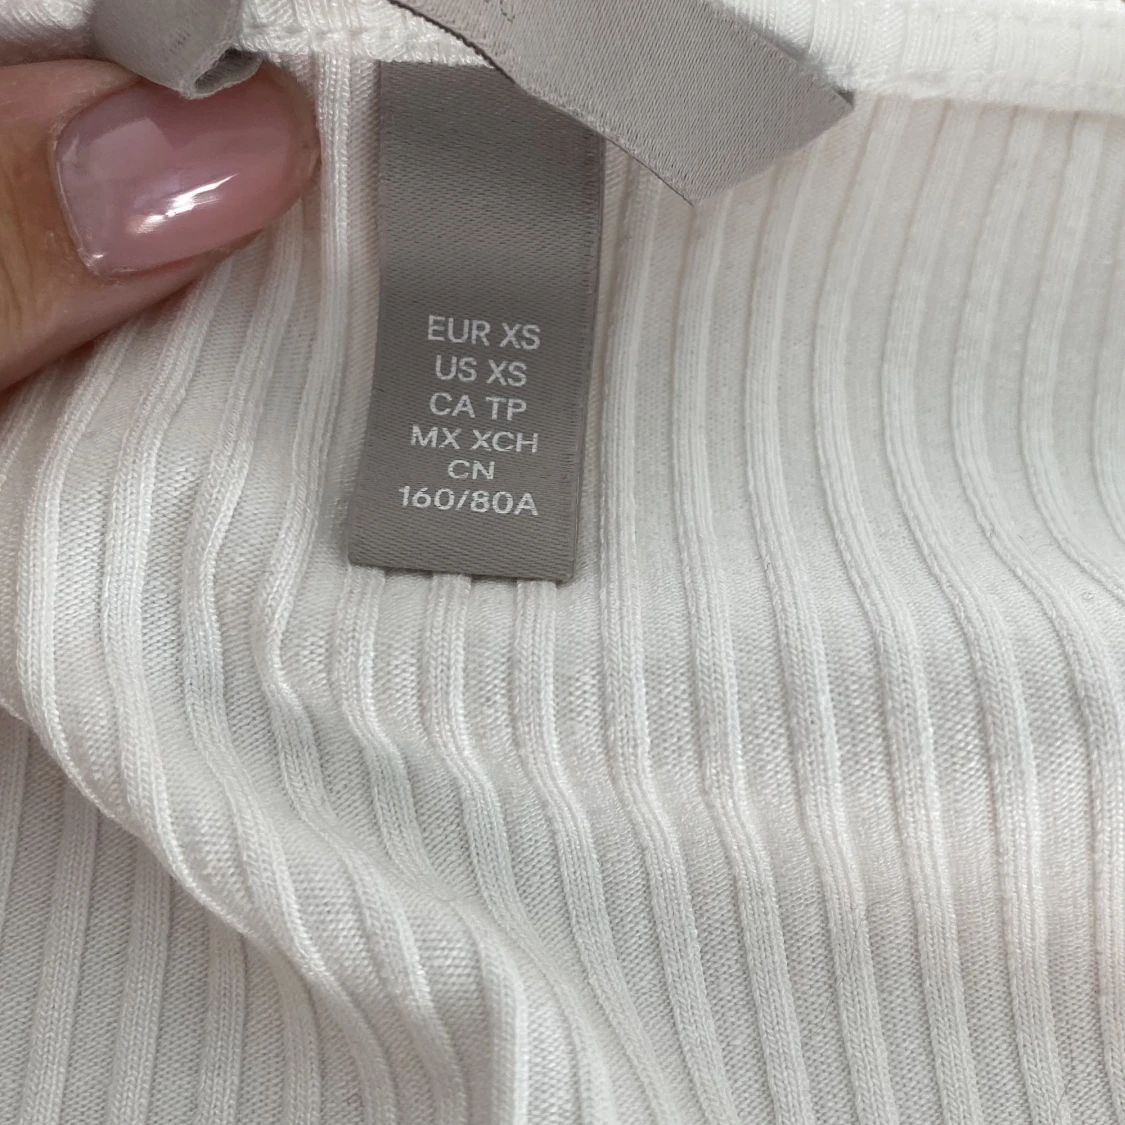 EUR XS
US XS
CA TP
MX XCH
CN
160/80A